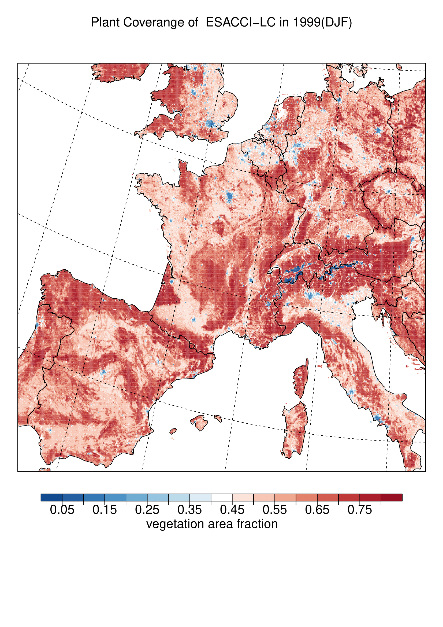 Plant Coverange of ESACCI−LC in 1999(DJF)
0.05 0.15 0.25 0.35 0.45 0.55 0.65 0.75
vegetation area fraction